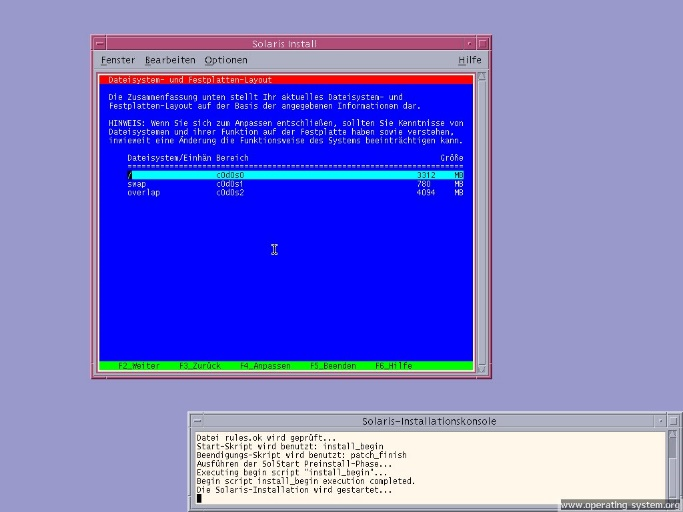 Solaris Install
Fenster Bearbeiten Optionen Hilfe
Dateisystem- und Festplatten-Layout
Die Zusammenfassung unten stellt Ihr aktuelles Dateisystem- und
Festplatten-Layout auf der Basis der angegebenen Informationen dar.
HINWEIS: Wenn Sie sich zum Anpassen entschließen, sollten Sie Kenntnisse von
Dateisystemen und ihrer Funktion auf der Festplatte haben sowie verstehen,
inwieweit eine Änderung die Funktionsweise des Systems beeinträchtigen kann.
Dateisystem/Einhän Bereich Größe
================================================================
/ c0d0s0 3312 MB
swap c0d0s1 780 MB
overlap c0d0s2 4094 MB
F2_Weiter F3_Zurück F4_Anpassen F5_Beenden F6_Hilfe
Solaris-Installationskonsole
Datei rules.ok wird geprüft...
Start-Skript wird benutzt: install_begin
Beendigungs-Skript wird benutzt: patch_finish
Ausführen der SolStart Preinstall-Phase...
Executing begin script "install_begin"...
Begin script install_begin execution completed.
Die Solaris-Installation wird gestartet...
www.operating-system.org